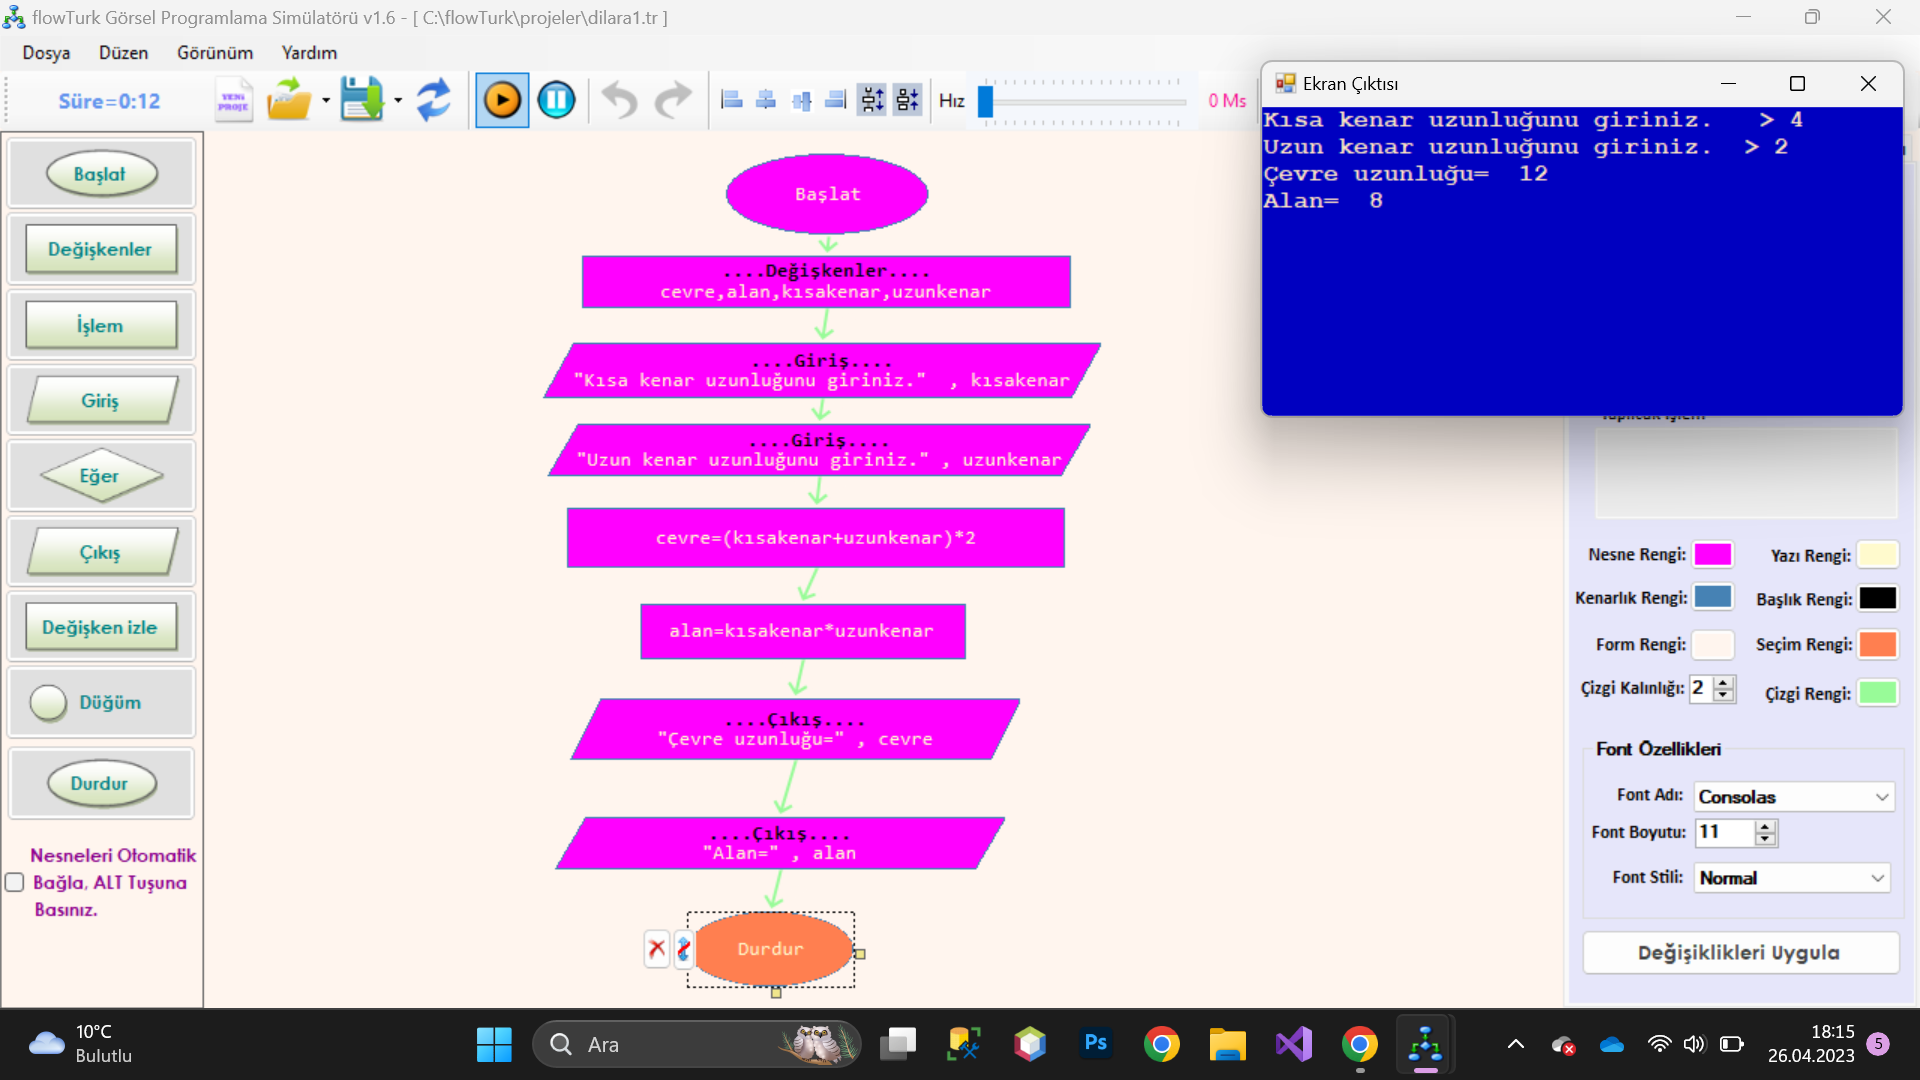 flowTurk Görsel Programlama Simülatörü v1.6 - [ C:\flowTurk\projeler\dilara1.tr ]
Dosya Düzen Görünüm Yardım
Süre=0:12
YENİ PROJE
Hız
0 Ms
Ekran Çıktısı
Kısa kenar uzunluğunu giriniz. > 4
Uzun kenar uzunluğunu giriniz. > 2
Çevre uzunluğu= 12
Alan= 8
Başlat
Değişkenler
İşlem
Giriş
Eğer
Çıkış
Değişken izle
Düğüm
Durdur
Nesneleri Otomatik
Bağla, ALT Tuşuna
Basınız.
Başlat
....Değişkenler....
cevre,alan,kısakenar,uzunkenar
....Giriş....
"Kısa kenar uzunluğunu giriniz." , kısakenar
....Giriş....
"Uzun kenar uzunluğunu giriniz." , uzunkenar
cevre=(kısakenar+uzunkenar)*2
alan=kısakenar*uzunkenar
....Çıkış....
"Çevre uzunluğu=" , cevre
....Çıkış....
"Alan=" , alan
Durdur
Nesne Rengi: Yazı Rengi:
Kenarlık Rengi: Başlık Rengi:
Form Rengi: Seçim Rengi:
Çizgi Kalınlığı: 2 Çizgi Rengi:
Font Özellikleri
Font Adı: Consolas
Font Boyutu: 11
Font Stili: Normal
Değişiklikleri Uygula
10°C
Bulutlu
Ara
Ps
18:15
26.04.2023
5